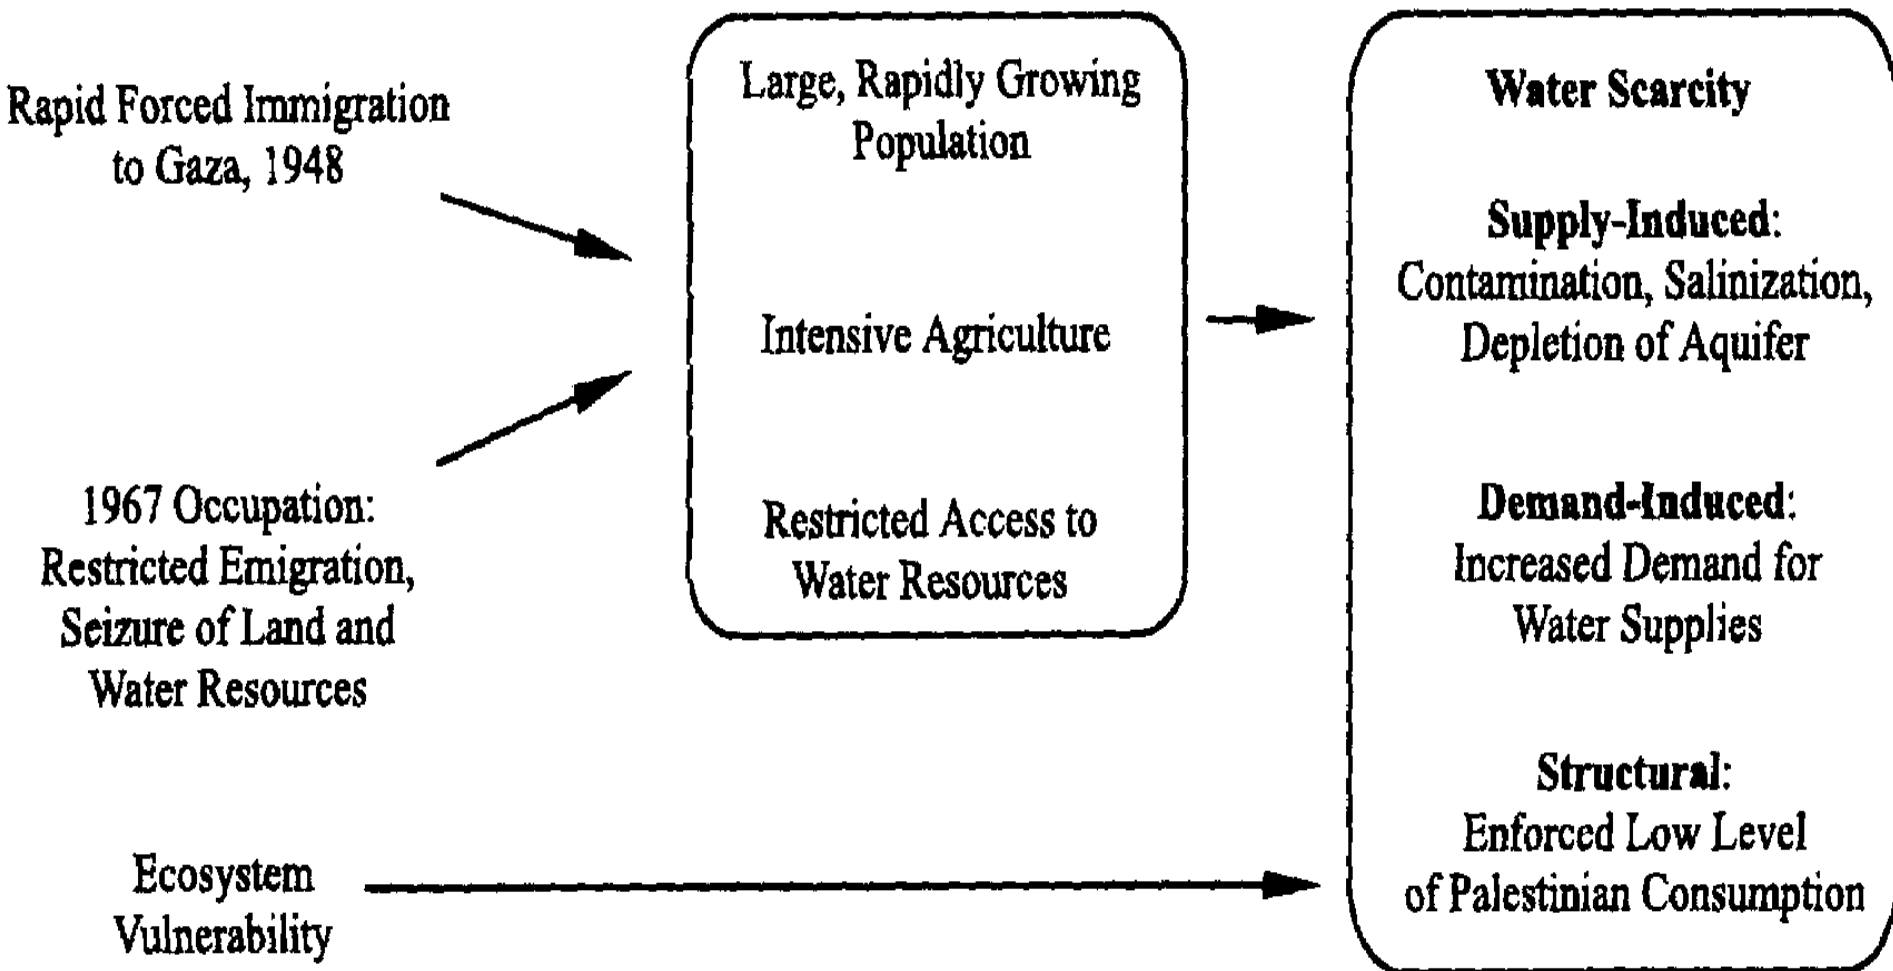 Rapid Forced Immigration
to Gaza, 1948
1967 Occupation:
Restricted Emigration,
Seizure of Land and
Water Resources
Ecosystem
Vulnerability
Large, Rapidly Growing
Population
Intensive Agriculture
Restricted Access to
Water Resources
Water Scarcity
Supply-Induced:
Contamination, Salinization,
Depletion of Aquifer
Demand-Induced:
Increased Demand for
Water Supplies
Structural:
Enforced Low Level
of Palestinian Consumption